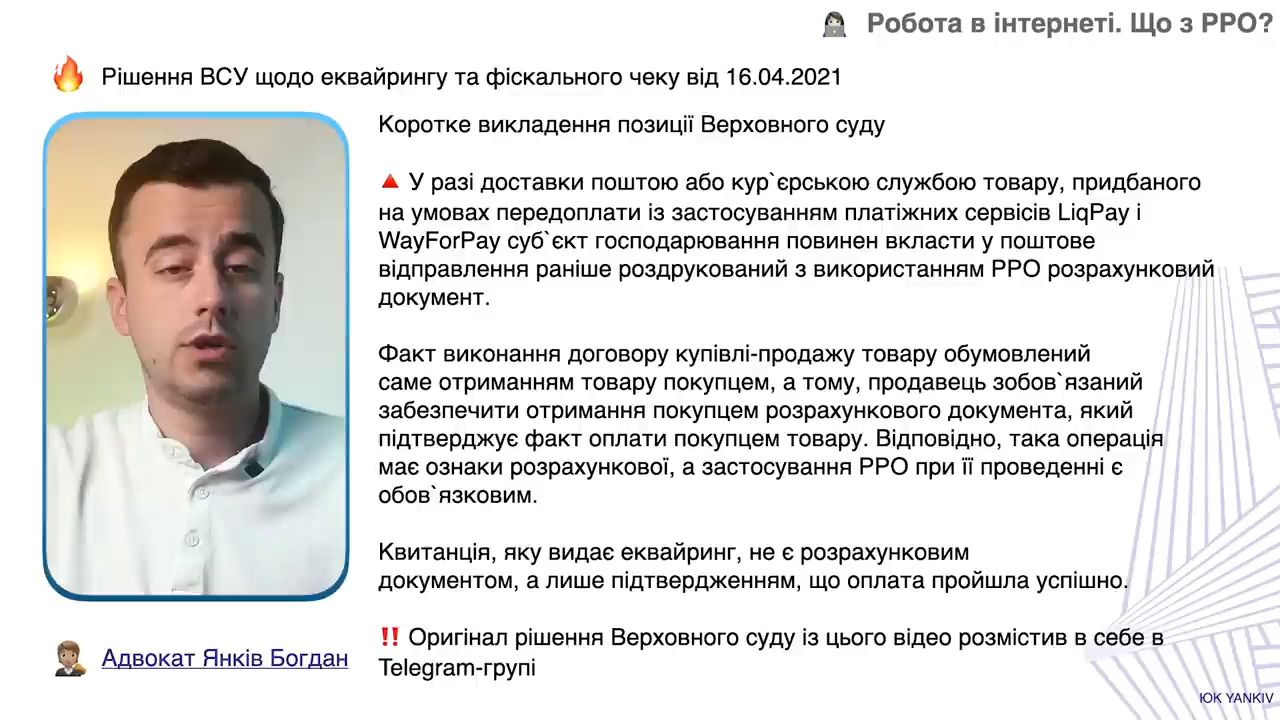 Робота в інтернеті. Що з РРО?
Рішення ВСУ щодо еквайрингу та фіскального чеку від 16.04.2021
Коротке викладення позиції Верховного суду
У разі доставки поштою або кур`єрською службою товару, придбаного
на умовах передоплати із застосуванням платіжних сервісів LiqPay і
WayForPay суб`єкт господарювання повинен вкласти у поштове
відправлення раніше роздрукований з використанням РРО розрахунковий
документ.
Факт виконання договору купівлі-продажу товару обумовлений
саме отриманням товару покупцем, а тому, продавець зобов`язаний
забезпечити отримання покупцем розрахункового документа, який
підтверджує факт оплати покупцем товару. Відповідно, така операція
має ознаки розрахункової, а застосування РРО при її проведенні є
обов`язковим.
Квитанція, яку видає еквайринг, не є розрахунковим
документом, а лише підтвердженням, що оплата пройшла успішно.
‼ Оригінал рішення Верховного суду із цього відео розмістив в себе в
Telegram-групі
Адвокат Янків Богдан
ЮК YANKIV